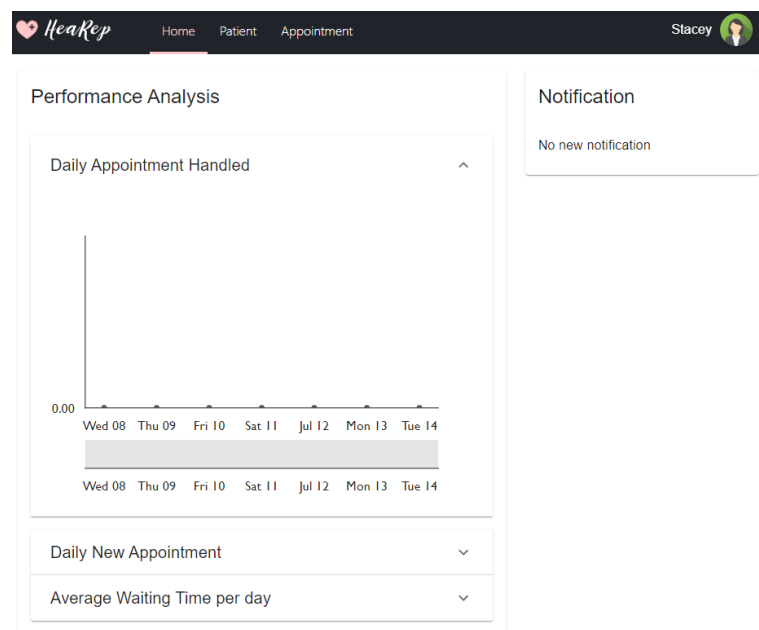 HeaRep Home Patient Appointment Stacey
Performance Analysis
Daily Appointment Handled
0.00
Wed 08 Thu 09 Fri 10 Sat 11 Jul 12 Mon 13 Tue 14
Wed 08 Thu 09 Fri 10 Sat 11 Jul 12 Mon 13 Tue 14
Daily New Appointment
Average Waiting Time per day
Notification
No new notification